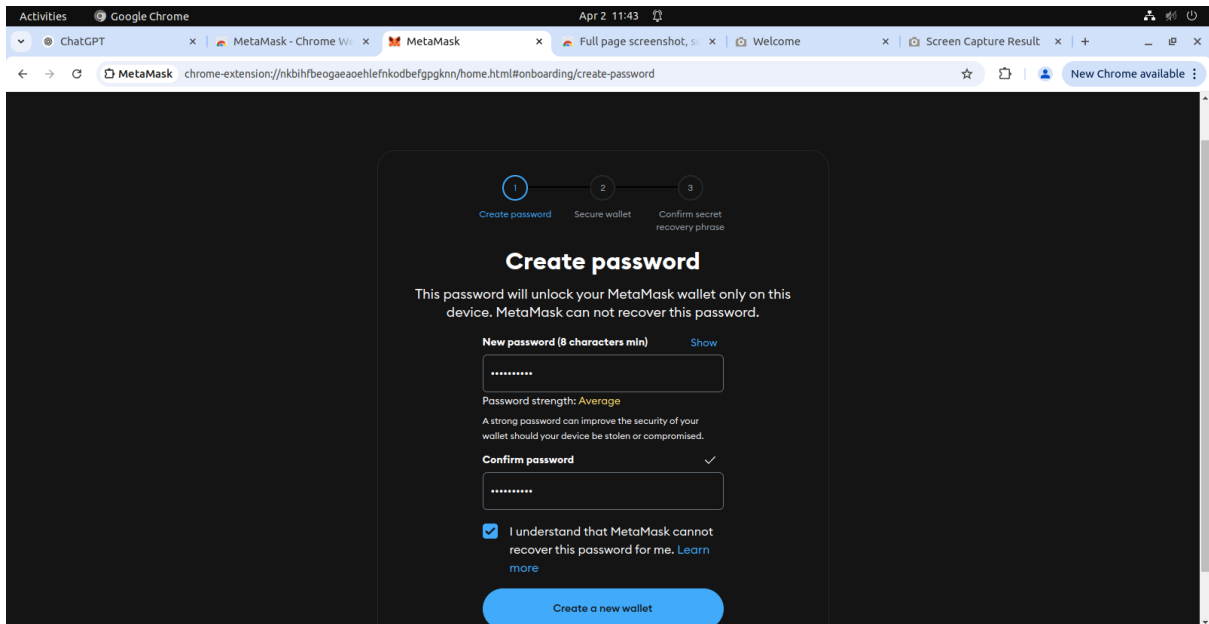 Activities Google Chrome Apr 2 11:43
ChatGPT MetaMask - Chrome We MetaMask Full page screenshot, sc Welcome Screen Capture Result
MetaMask chrome-extension://nkbihfbeogaeaoehlefnkodbefgpgknn/home.html#onboarding/create-password New Chrome available
1 2 3
Create password Secure wallet Confirm secret
recovery phrase
Create password
This password will unlock your MetaMask wallet only on this
device. MetaMask can not recover this password.
New password (8 characters min) Show
••••••••••
Password strength: Average
A strong password can improve the security of your
wallet should your device be stolen or compromised.
Confirm password
••••••••••
I understand that MetaMask cannot
recover this password for me. Learn
more
Create a new wallet